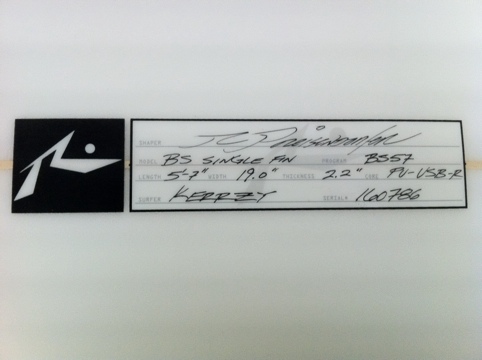 SHAPER
MODEL BS SINGLE FIN PROGRAM BS57
LENGTH 5'-7" WIDTH 19.0" THICKNESS 2.2" CORE PU-USB-R
SURFER KERRZY SERIAL# 160786